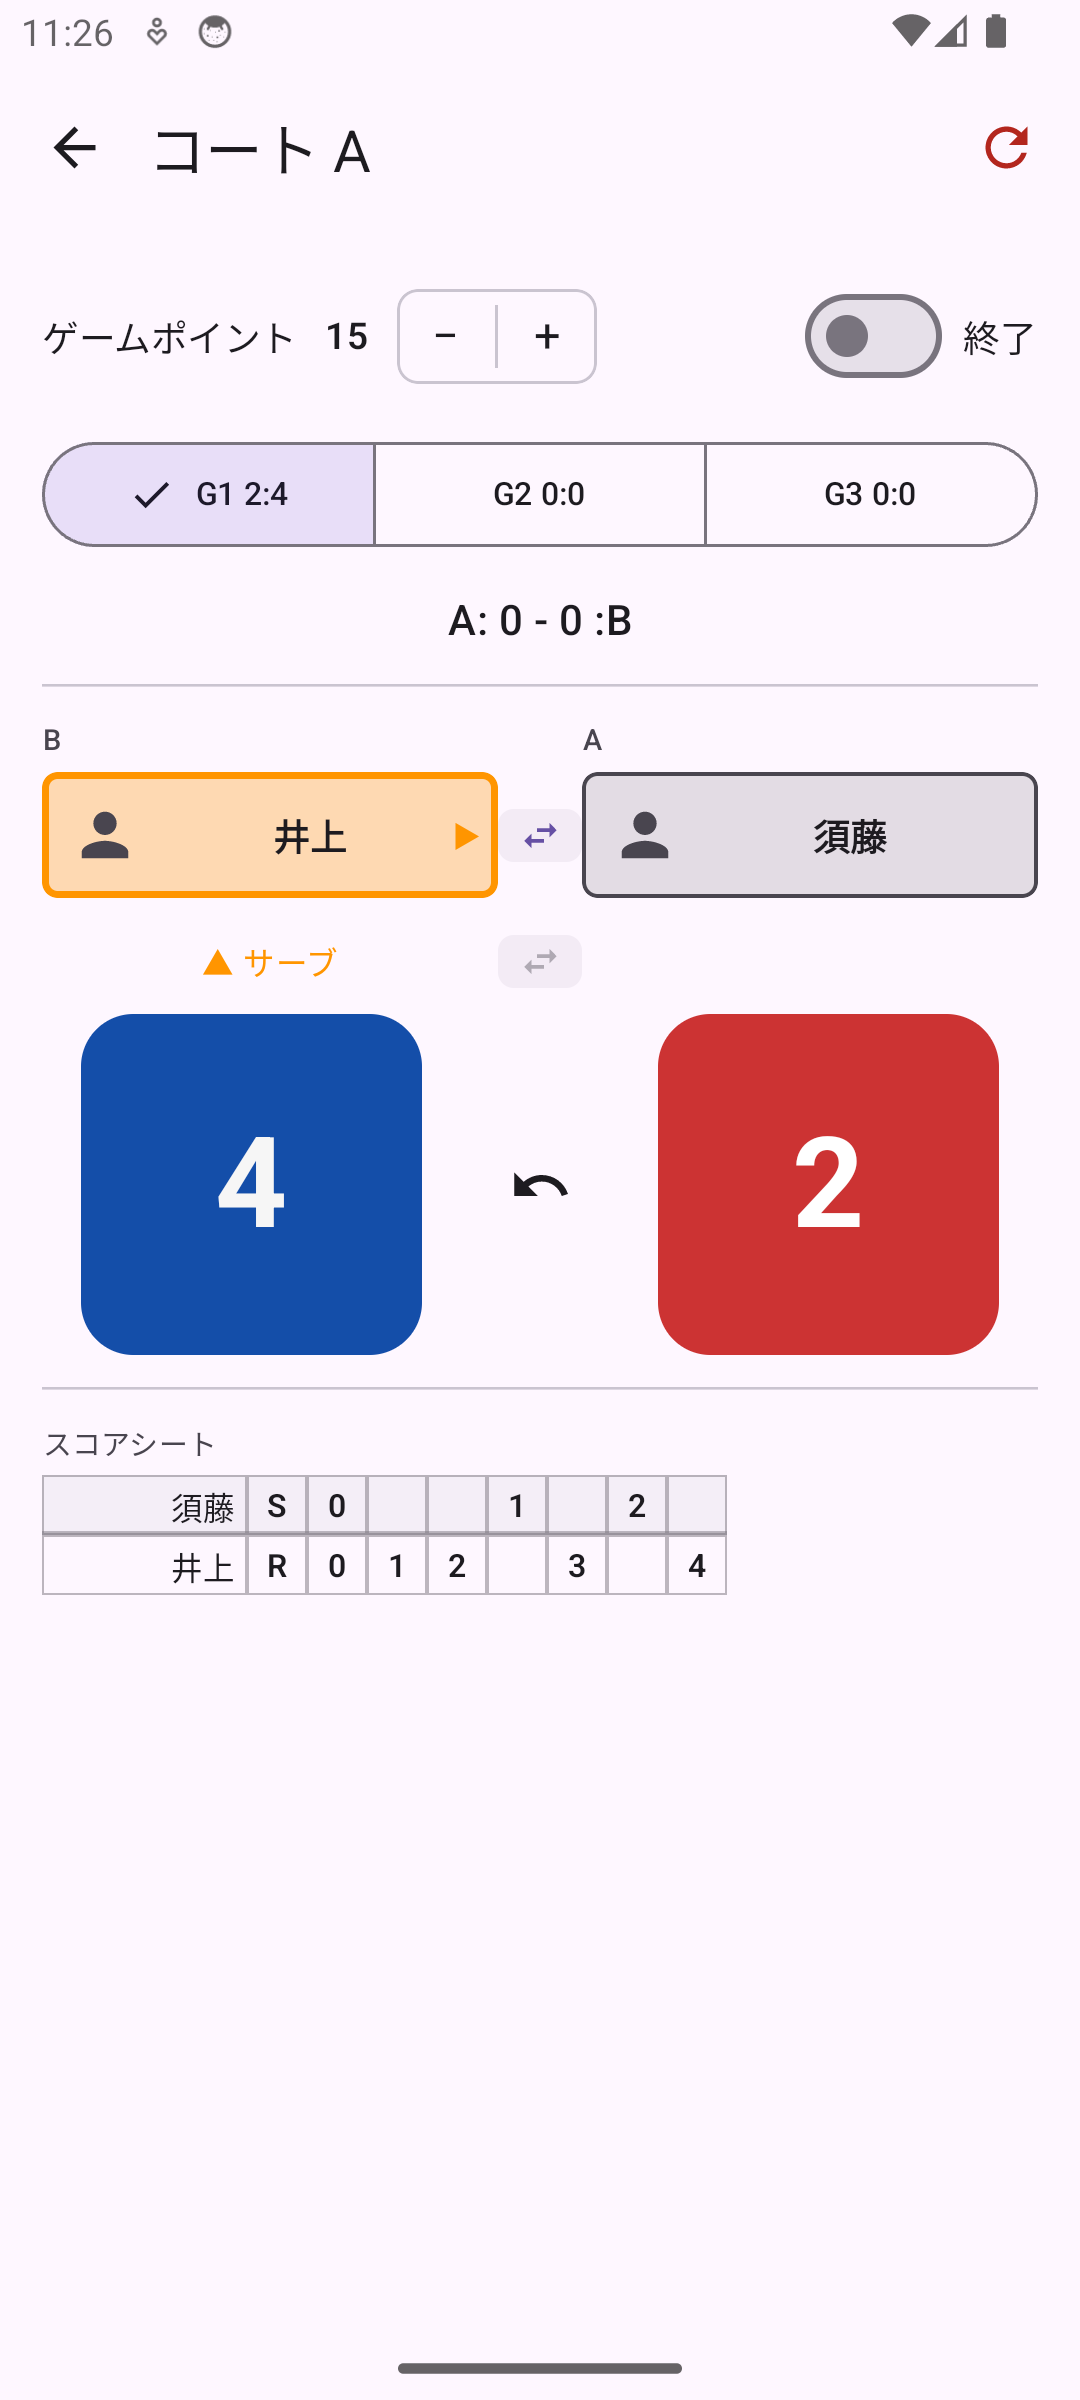 11:26
コート A
ゲームポイント 15 − + 終了
G1 2:4 G2 0:0 G3 0:0
A: 0 - 0 :B
B A
井上 須藤
サーブ
4 2
スコアシート
須藤 S 0 1 2
井上 R 0 1 2 3 4